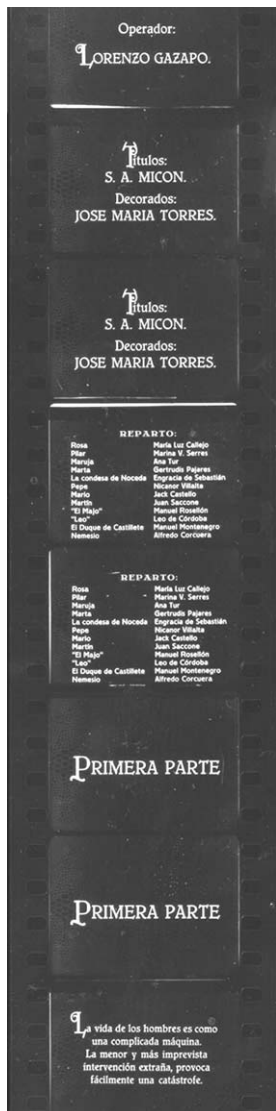 Operador:
LORENZO GAZAPO.
Títulos:
S. A. MICON.
Decorados:
JOSE MARIA TORRES.
Títulos:
S. A. MICON.
Decorados:
JOSE MARIA TORRES.
REPARTO:
Rosa María Luz Callejo
Pilar Marina V. Serres
Maruja Ana Tur
Marta Gertrudis Pajares
La condesa de Noceda Engracia de Sebastián
Pepe Nicanor Villalta
Mario Jack Castello
Martín Juan Saccone
"El Majo" Manuel Rosellón
"Leo" Leo de Córdoba
El Duque de Castillete Manuel Montenegro
Nemesio Alfredo Corcuera
REPARTO:
Rosa María Luz Callejo
Pilar Marina V. Serres
Maruja Ana Tur
Marta Gertrudis Pajares
La condesa de Noceda Engracia de Sebastián
Pepe Nicanor Villalta
Mario Jack Castello
Martín Juan Saccone
"El Majo" Manuel Rosellón
"Leo" Leo de Córdoba
El Duque de Castillete Manuel Montenegro
Nemesio Alfredo Corcuera
PRIMERA PARTE
PRIMERA PARTE
La vida de los hombres es como
una complicada máquina.
La menor y más imprevista
intervención extraña, provoca
fácilmente una catástrofe.